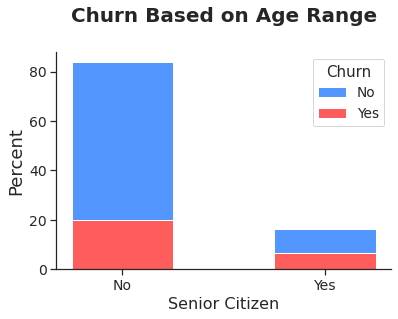 Churn Based on Age Range
Percent
80
60
40
20
0
Churn
No
Yes
No
Yes
Senior Citizen